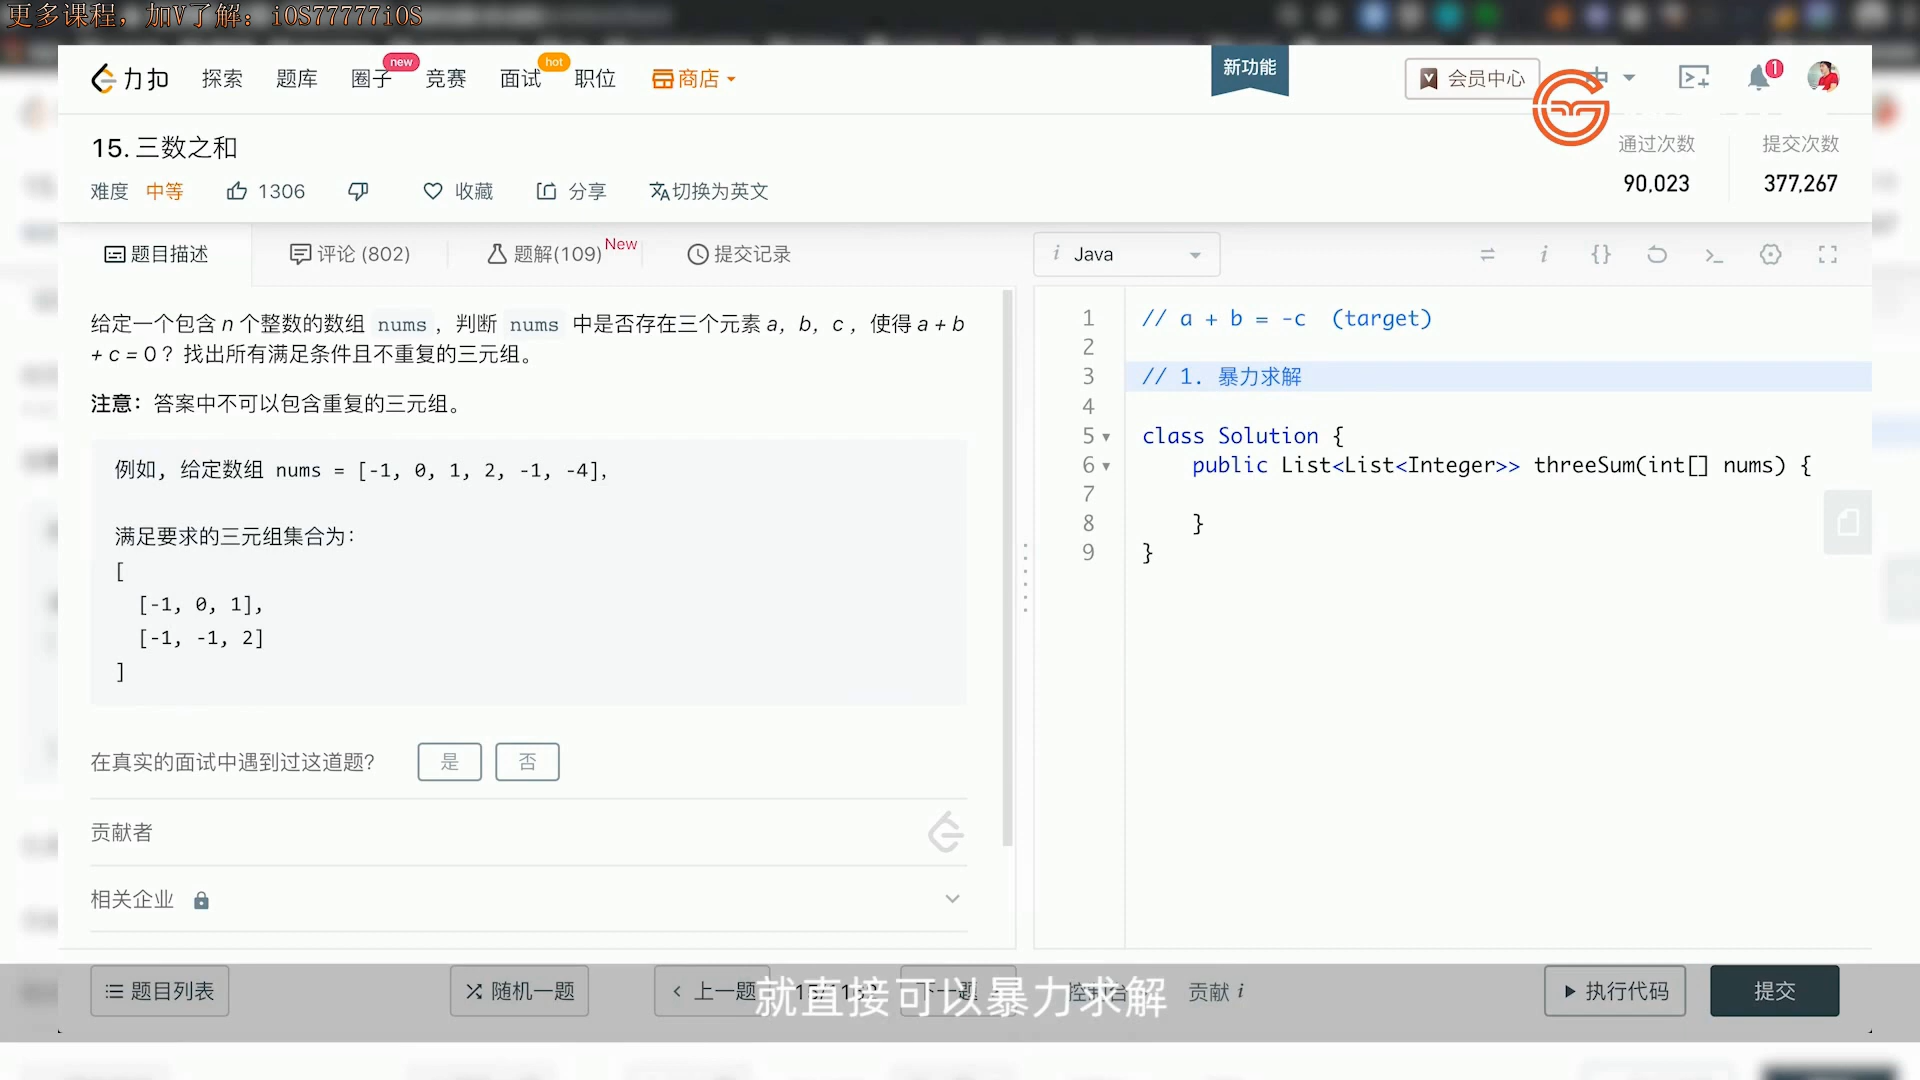 更多课程，加V了解：iOS77777iOS
力扣 探索 题库 圈子 new 竞赛 面试 hot 职位 商店
新功能
会员中心
中
1
15. 三数之和
难度 中等 1306 收藏 分享 切换为英文
通过次数 提交次数
90,023 377,267
题目描述 评论 (802) 题解(109) New 提交记录
给定一个包含 n 个整数的数组 nums ，判断 nums 中是否存在三个元素 a，b，c ，使得 a + b
+ c = 0 ？找出所有满足条件且不重复的三元组。
注意：答案中不可以包含重复的三元组。
例如, 给定数组 nums = [-1, 0, 1, 2, -1, -4]，
满足要求的三元组集合为：
[
[-1, 0, 1],
[-1, -1, 2]
]
在真实的面试中遇到过这道题? 是 否
贡献者
相关企业
i Java
1 // a + b = -c (target)
2
3 // 1. 暴力求解
4
5 class Solution {
6 public List<List<Integer>> threeSum(int[] nums) {
7
8 }
9 }
题目列表 随机一题 上一题 下一题 控制台 贡献 i 执行代码 提交
就直接可以暴力求解